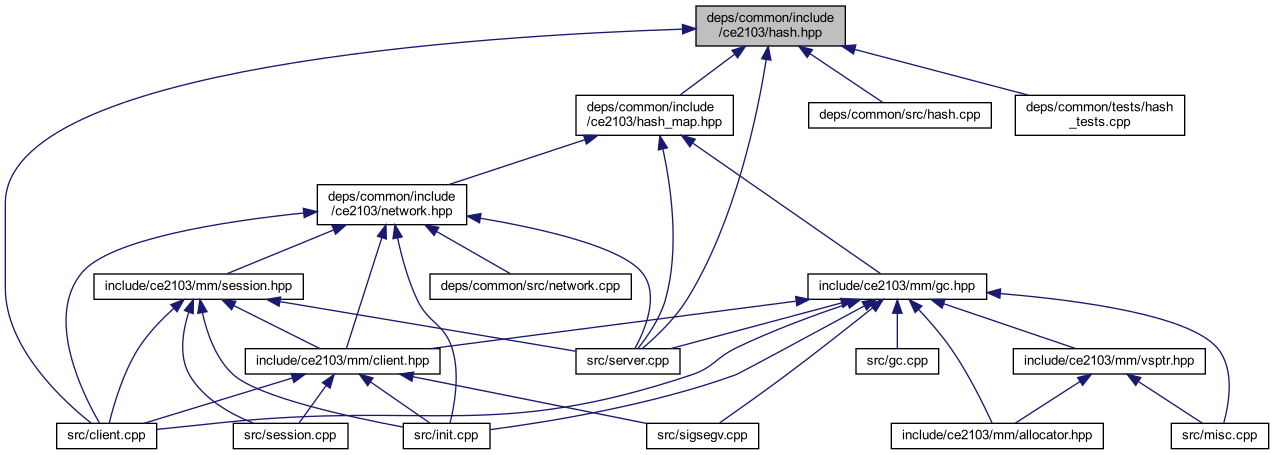 deps/common/include
/ce2103/hash.hpp
deps/common/include
/ce2103/hash_map.hpp
deps/common/src/hash.cpp
deps/common/tests/hash
_tests.cpp
deps/common/include
/ce2103/network.hpp
include/ce2103/mm/session.hpp
deps/common/src/network.cpp
include/ce2103/mm/gc.hpp
include/ce2103/mm/client.hpp
src/server.cpp
src/gc.cpp
include/ce2103/mm/vsptr.hpp
src/client.cpp
src/session.cpp
src/init.cpp
src/sigsegv.cpp
include/ce2103/mm/allocator.hpp
src/misc.cpp